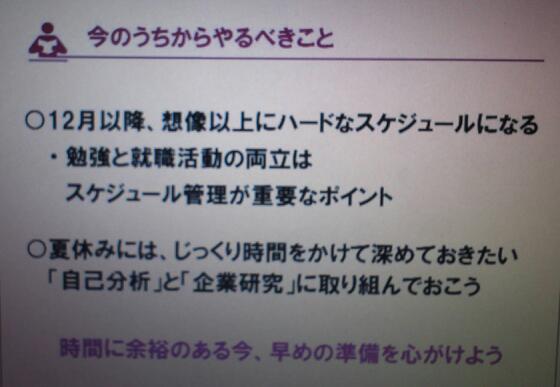 今のうちからやるべきこと
○12月以降、想像以上にハードなスケジュールになる
・勉強と就職活動の両立は
スケジュール管理が重要なポイント
○夏休みには、じっくり時間をかけて深めておきたい
「自己分析」と「企業研究」に取り組んでおこう
時間に余裕のある今、早めの準備を心がけよう